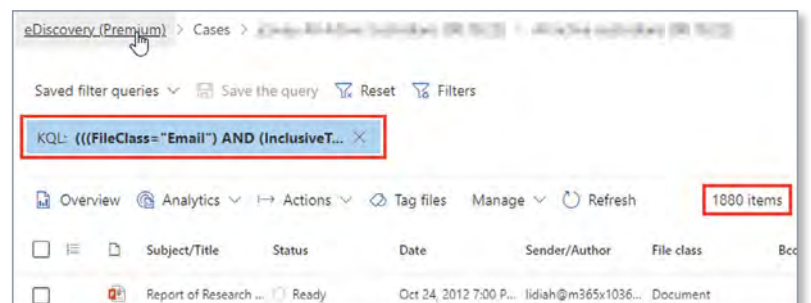 eDiscovery (Premium) > Cases >
Saved filter queries Save the query Reset Filters
KQL: (((FileClass="Email") AND (InclusiveT... ×
Overview Analytics Actions Tag files Manage Refresh 1880 items
Subject/Title Status Date Sender/Author File class Bcc
Report of Research ... Ready Oct 24, 2012 7:00 P... lidiah@m365x1036... Document